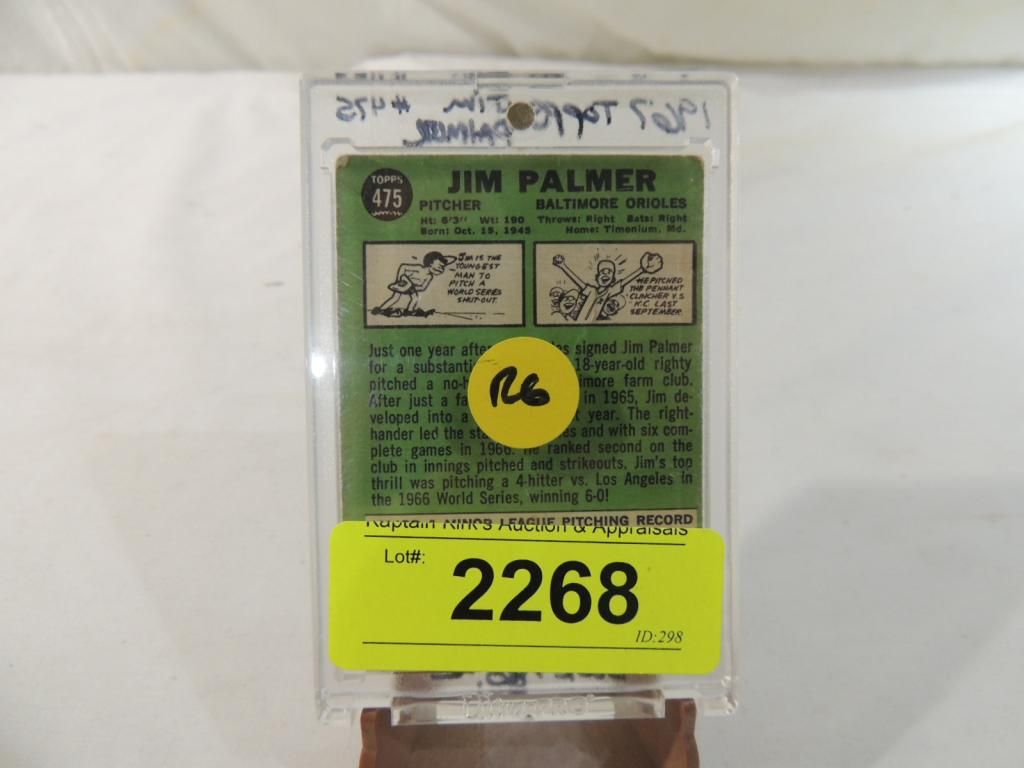 1967 Topps Jim #475
Palmer
TOPPS
475
JIM PALMER
PITCHER BALTIMORE ORIOLES
Ht: 6'3" Wt: 190 Throws: Right Bats: Right
Born: Oct. 15, 1945 Home: Timonium, Md.
JIM IS THE
YOUNGEST
MAN TO
PITCH A
WORLD SERIES
SHUT-OUT.
HE PITCHED
THE PENNANT
CLINCHER V.S
K.C. LAST
SEPTEMBER.
Just one year after signed Jim Palmer
for a 18-year-old righty
pitched a farm club.
After just a in 1965, Jim de-
veloped into a year. The right-
hander led the and with six com-
plete games in 1966. He ranked second on the
club in innings pitched and strikeouts. Jim's top
thrill was pitching a 4-hitter vs. Los Angeles in
the 1966 World Series, winning 6-0!
R6
LEAGUE PITCHING RECORD
Kaptain Kirk's Auction & Appraisals
Lot#:
2268
ID:298